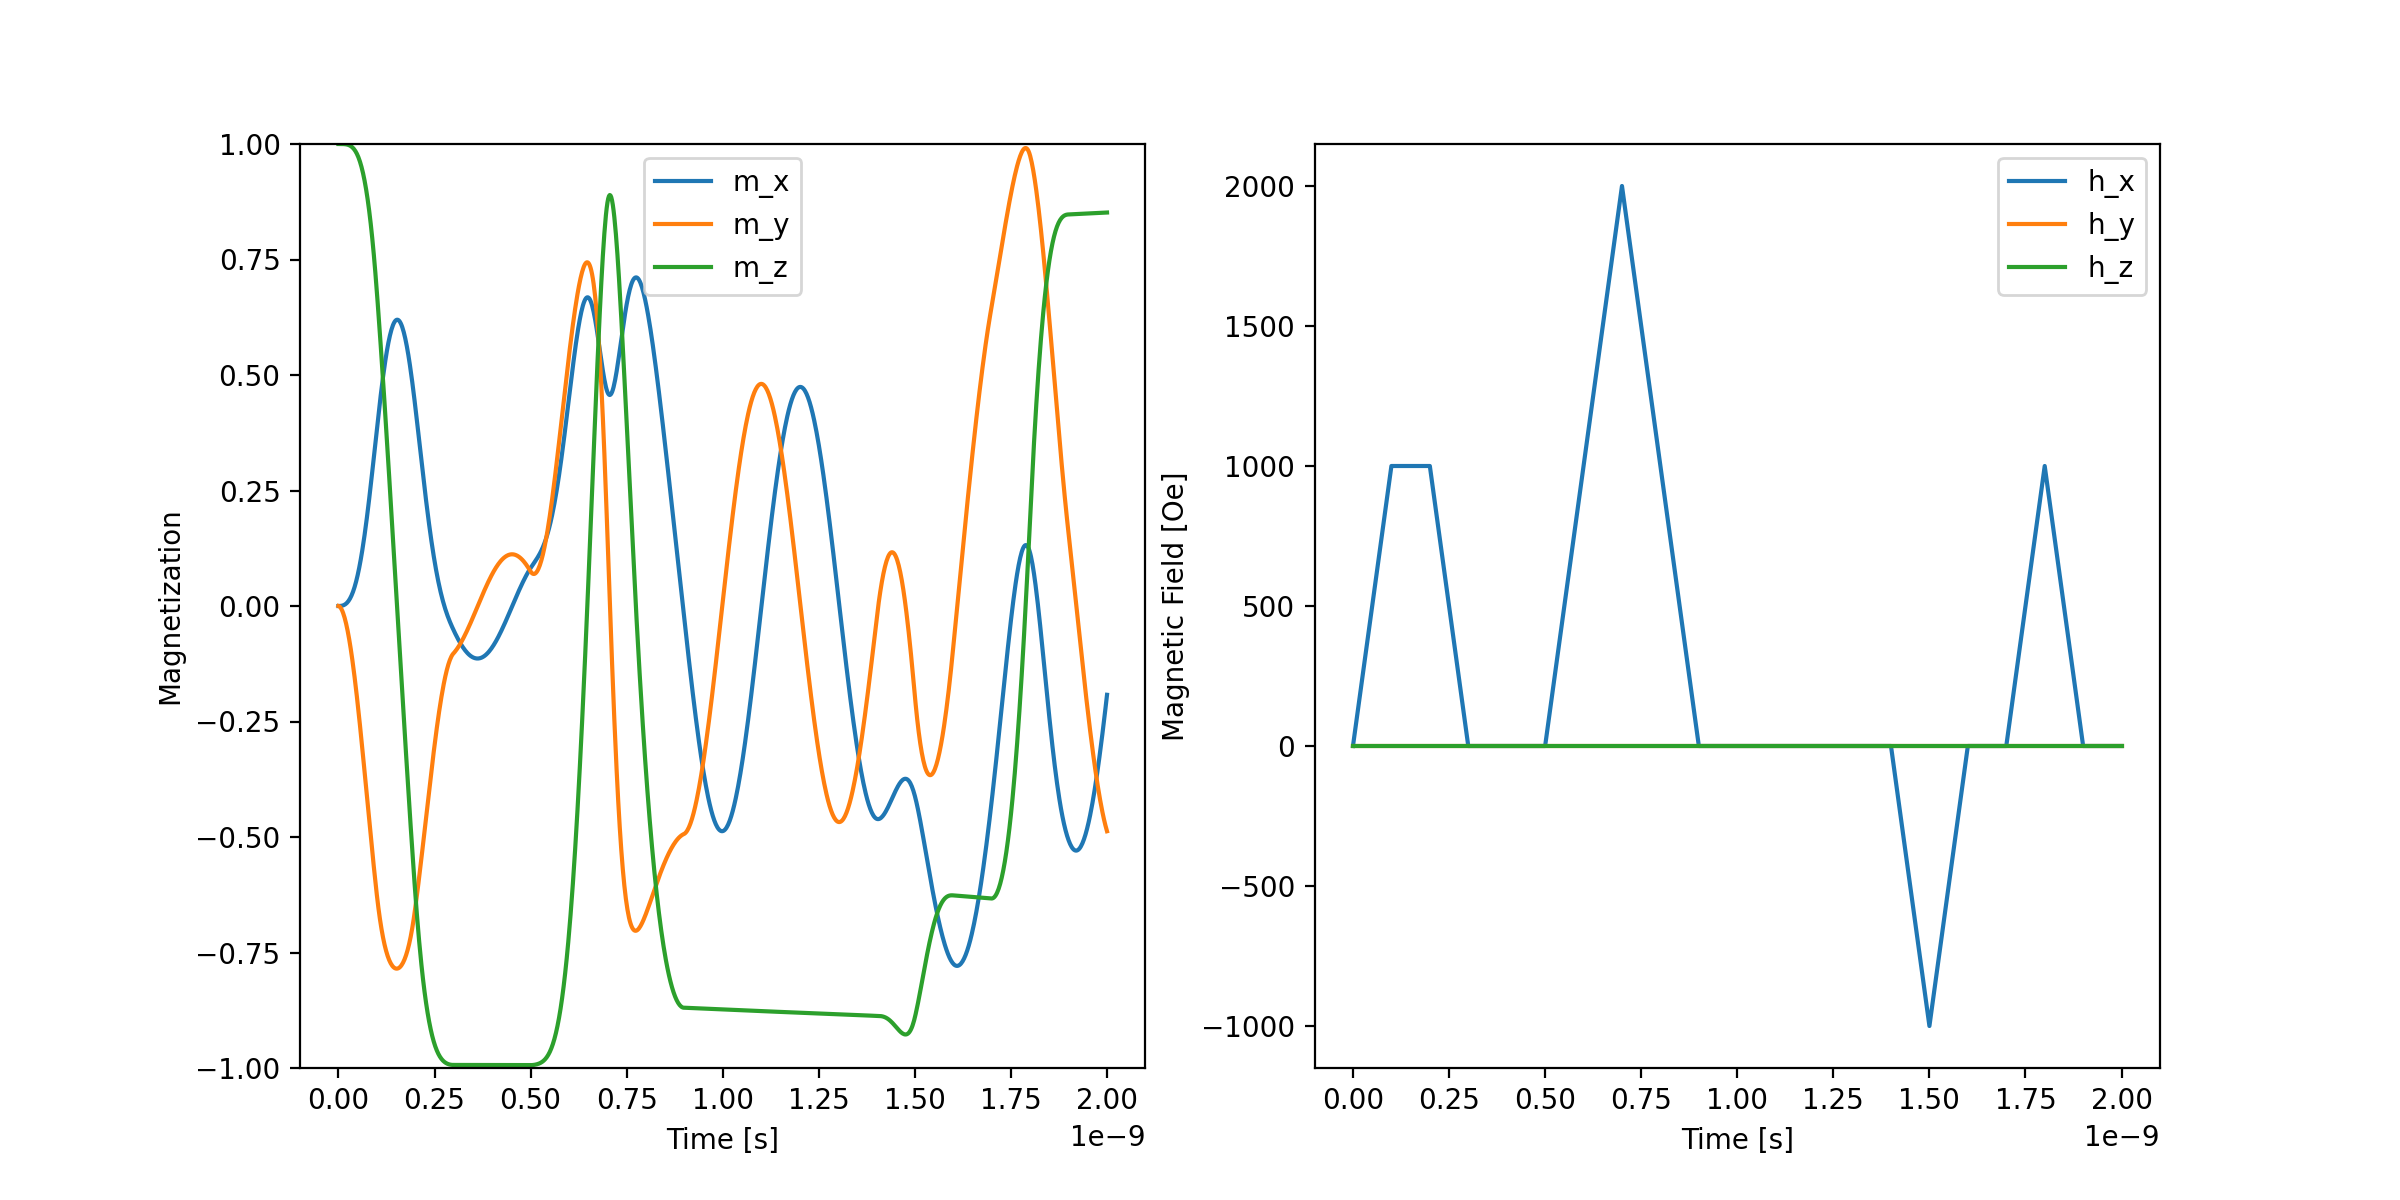 1.00
0.75
0.50
0.25
0.00
−0.25
−0.50
−0.75
−1.00
Magnetization
m_x
m_y
m_z
0.00 0.25 0.50 0.75 1.00 1.25 1.50 1.75 2.00
Time [s]
1e−9
2000
1500
1000
500
0
−500
−1000
Magnetic Field [Oe]
h_x
h_y
h_z
0.00 0.25 0.50 0.75 1.00 1.25 1.50 1.75 2.00
Time [s]
1e−9